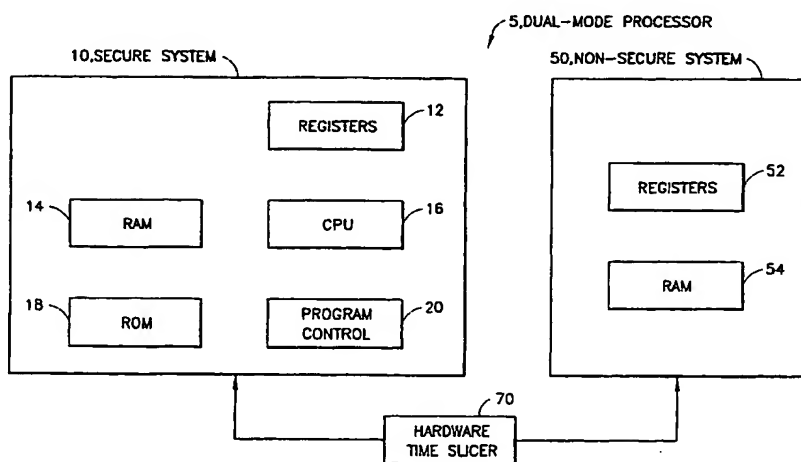 5,DUAL-MODE PROCESSOR
10,SECURE SYSTEM
50,NON-SECURE SYSTEM
REGISTERS
12
14
RAM
CPU
16
18
ROM
PROGRAM
CONTROL
20
REGISTERS
52
RAM
54
70
HARDWARE
TIME SLICER